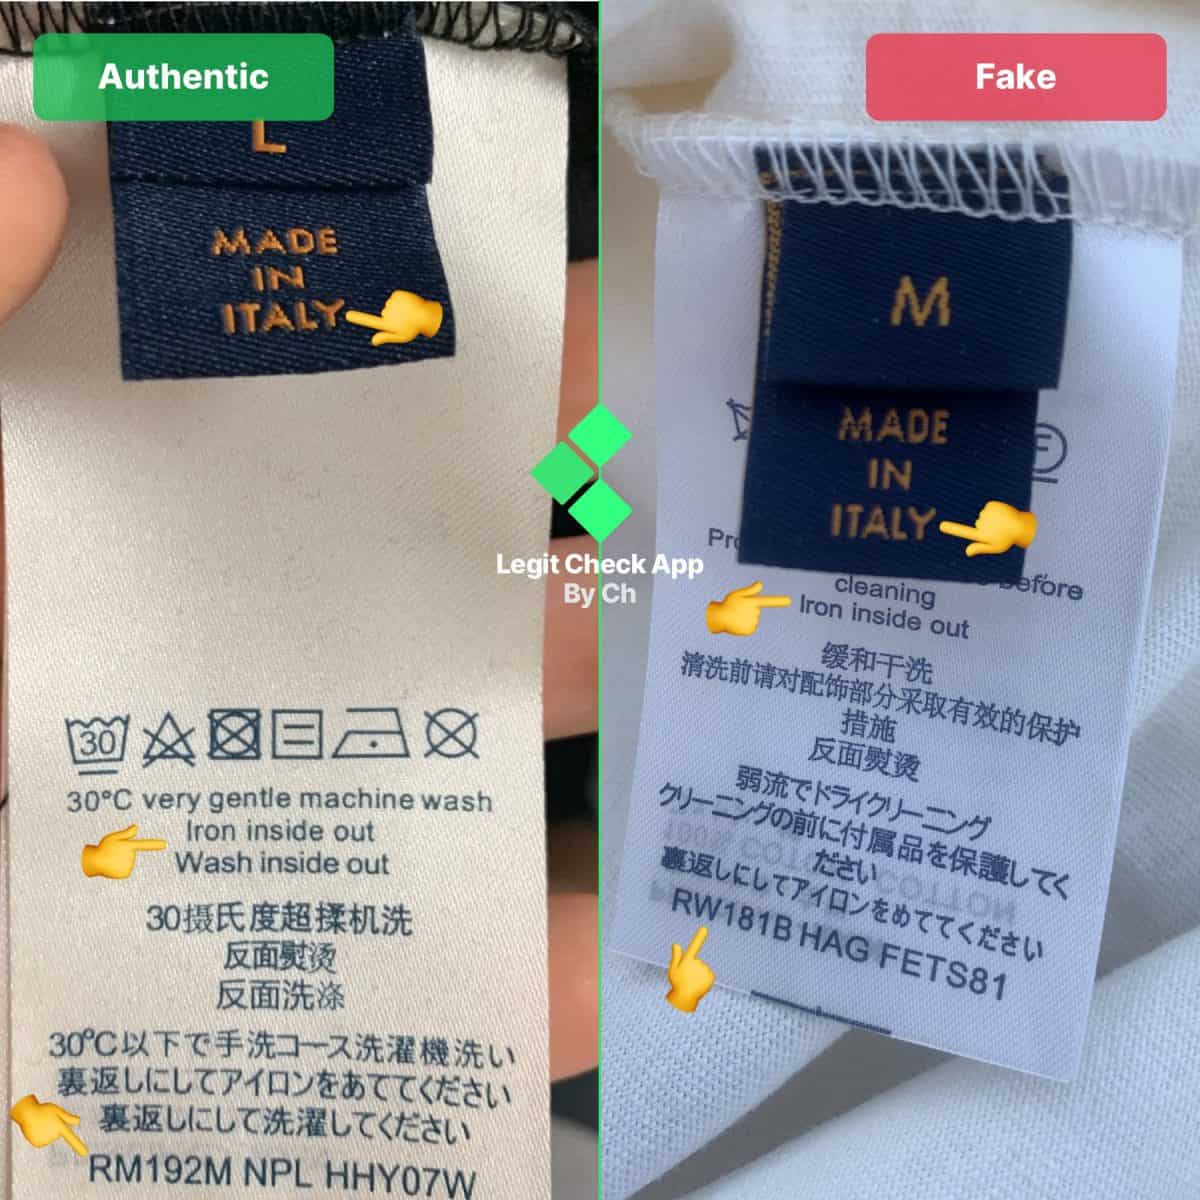 Authentic
L
MADE
IN
ITALY
30
30°C very gentle machine wash
Iron inside out
Wash inside out
30摄氏度超揉机洗
反面熨烫
反面洗涤
30℃以下で手洗コース洗濯機洗い
裏返しにしてアイロンをあててください
裏返しにして洗濯してください
RM192M NPL HHY07W
Legit Check App
By Ch
Fake
M
MADE
IN
ITALY
F
before
cleaning
Iron inside out
缓和干洗
清洗前请对配饰部分采取有效的保护
措施
反面熨烫
弱流でドライクリーニング
クリーニングの前に付属品を保護してく
ださい
裏返しにしてアイロンをめててください
RW181B HAG FETS81